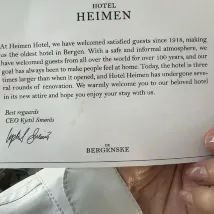 HOTEL
HEIMEN
At Heimen Hotel, we have welcomed satisfied guests since 1918, making
us the oldest hotel in Bergen. With a safe and informal atmosphere, we
have welcomed guests from all over the world for over 100 years, and our
goal has always been to make people feel at home. Today, the hotel is three
times larger than when it opened, and Hotel Heimen has undergone seve-
ral rounds of renovation. We warmly welcome you to our beloved hotel
in its new attire and hope you enjoy your stay with us.
Best regards
CEO Kjetil Smørås
DE
BERGENSKE